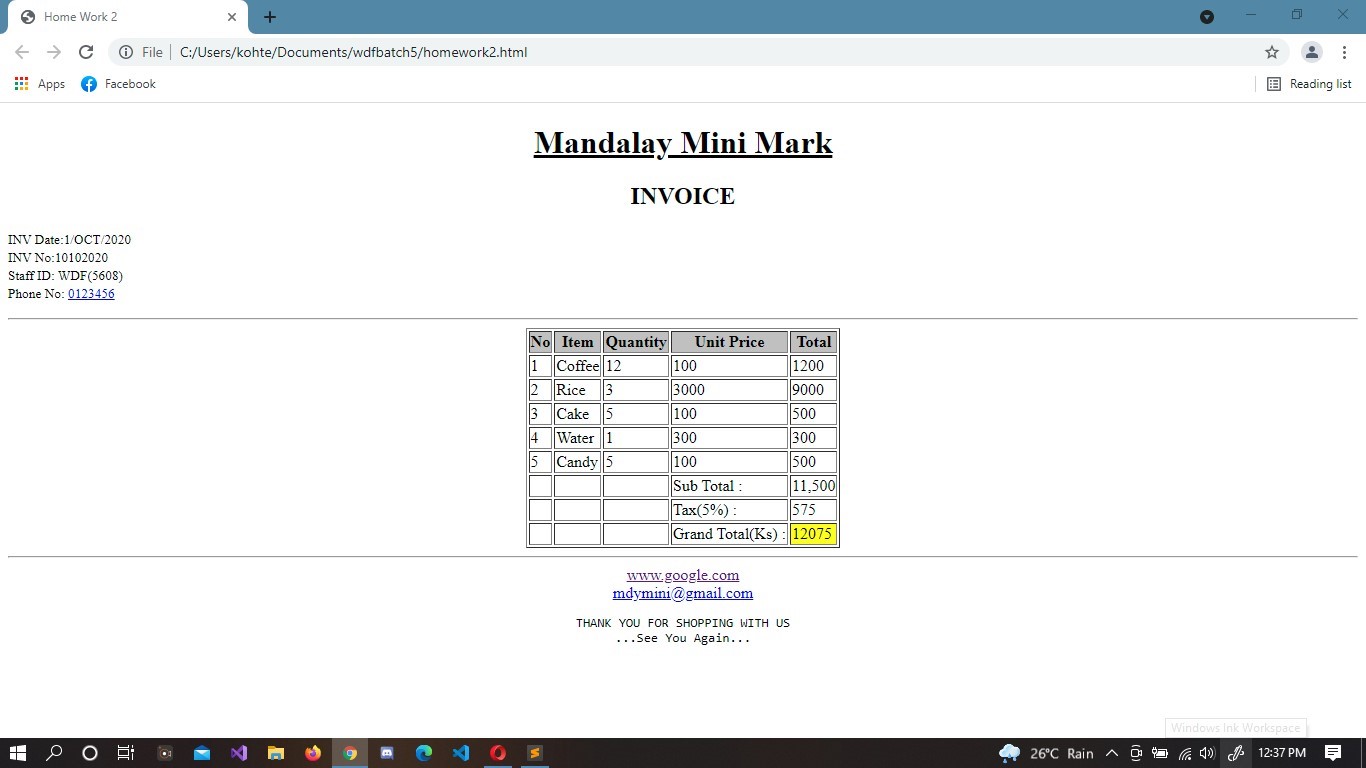 Home Work 2
File C:/Users/kohte/Documents/wdfbatch5/homework2.html
Apps Facebook Reading list
Mandalay Mini Mark
INVOICE
INV Date:1/OCT/2020
INV No:10102020
Staff ID: WDF(5608)
Phone No: 0123456
No Item Quantity Unit Price Total
1 Coffee 12 100 1200
2 Rice 3 3000 9000
3 Cake 5 100 500
4 Water 1 300 300
5 Candy 5 100 500
Sub Total : 11,500
Tax(5%) : 575
Grand Total(Ks) : 12075
www.google.com
mdymini@gmail.com
THANK YOU FOR SHOPPING WITH US
...See You Again...
Windows Ink Workspace
26°C Rain 12:37 PM